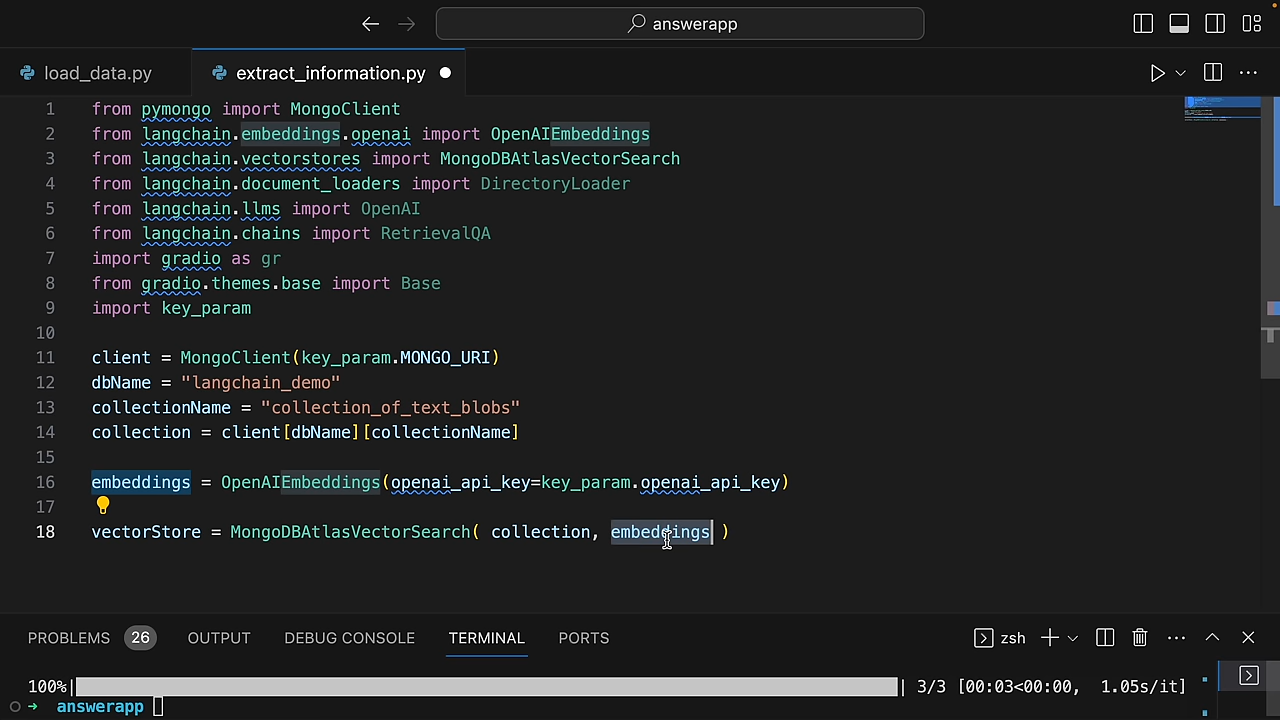 answerapp
load_data.py
extract_information.py
1 from pymongo import MongoClient
2 from langchain.embeddings.openai import OpenAIEmbeddings
3 from langchain.vectorstores import MongoDBAtlasVectorSearch
4 from langchain.document_loaders import DirectoryLoader
5 from langchain.llms import OpenAI
6 from langchain.chains import RetrievalQA
7 import gradio as gr
8 from gradio.themes.base import Base
9 import key_param
10
11 client = MongoClient(key_param.MONGO_URI)
12 dbName = "langchain_demo"
13 collectionName = "collection_of_text_blobs"
14 collection = client[dbName][collectionName]
15
16 embeddings = OpenAIEmbeddings(openai_api_key=key_param.openai_api_key)
17
18 vectorStore = MongoDBAtlasVectorSearch( collection, embeddings )
PROBLEMS 26 OUTPUT DEBUG CONSOLE TERMINAL PORTS zsh
100%| | 3/3 [00:03<00:00, 1.05s/it]
→ answerapp